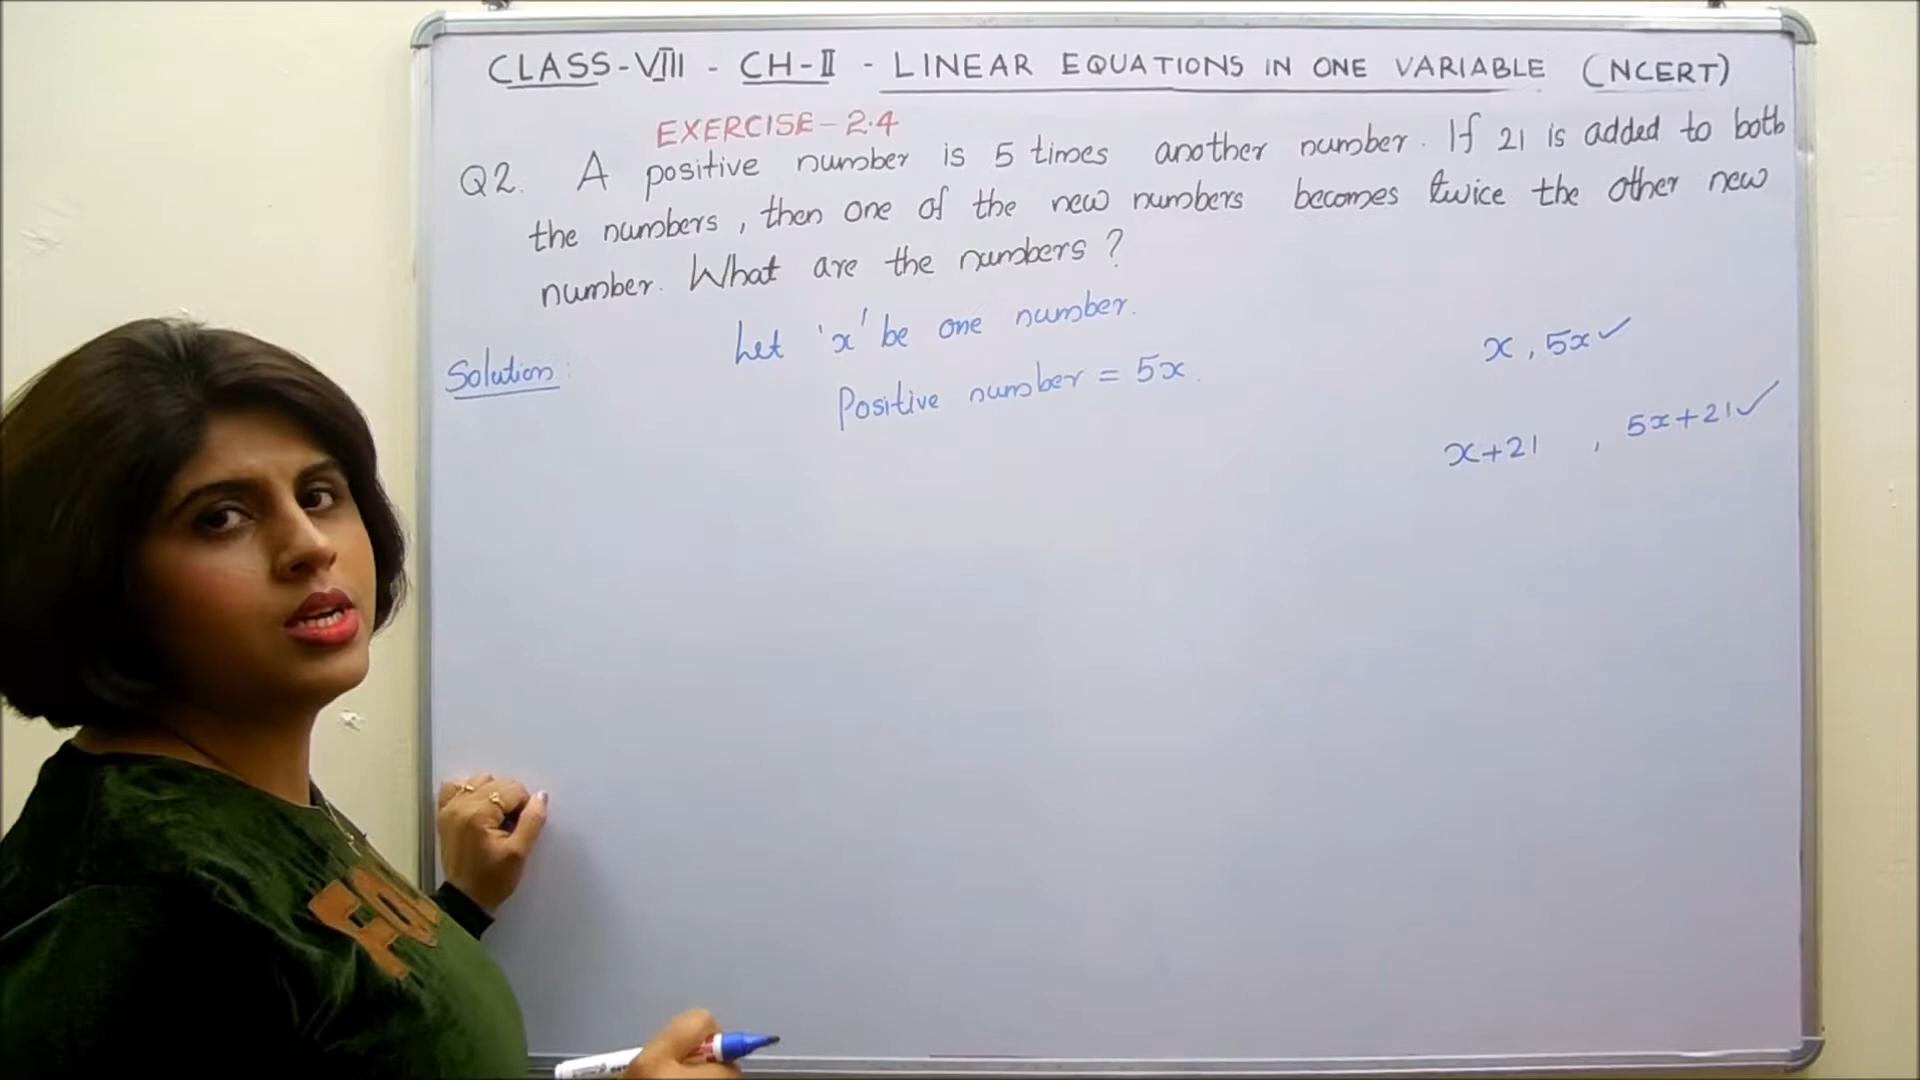 CLASS-VIII - CH-II - LINEAR EQUATIONS IN ONE VARIABLE (NCERT)
EXERCISE-2.4
Q2. A positive number is 5 times another number. If 21 is added to both
the numbers, then one of the new numbers becomes twice the other new
number. What are the numbers?
Solution:
Let 'x' be one number.
Positive number = 5x.
x, 5x✓
x+21 , 5x+21✓